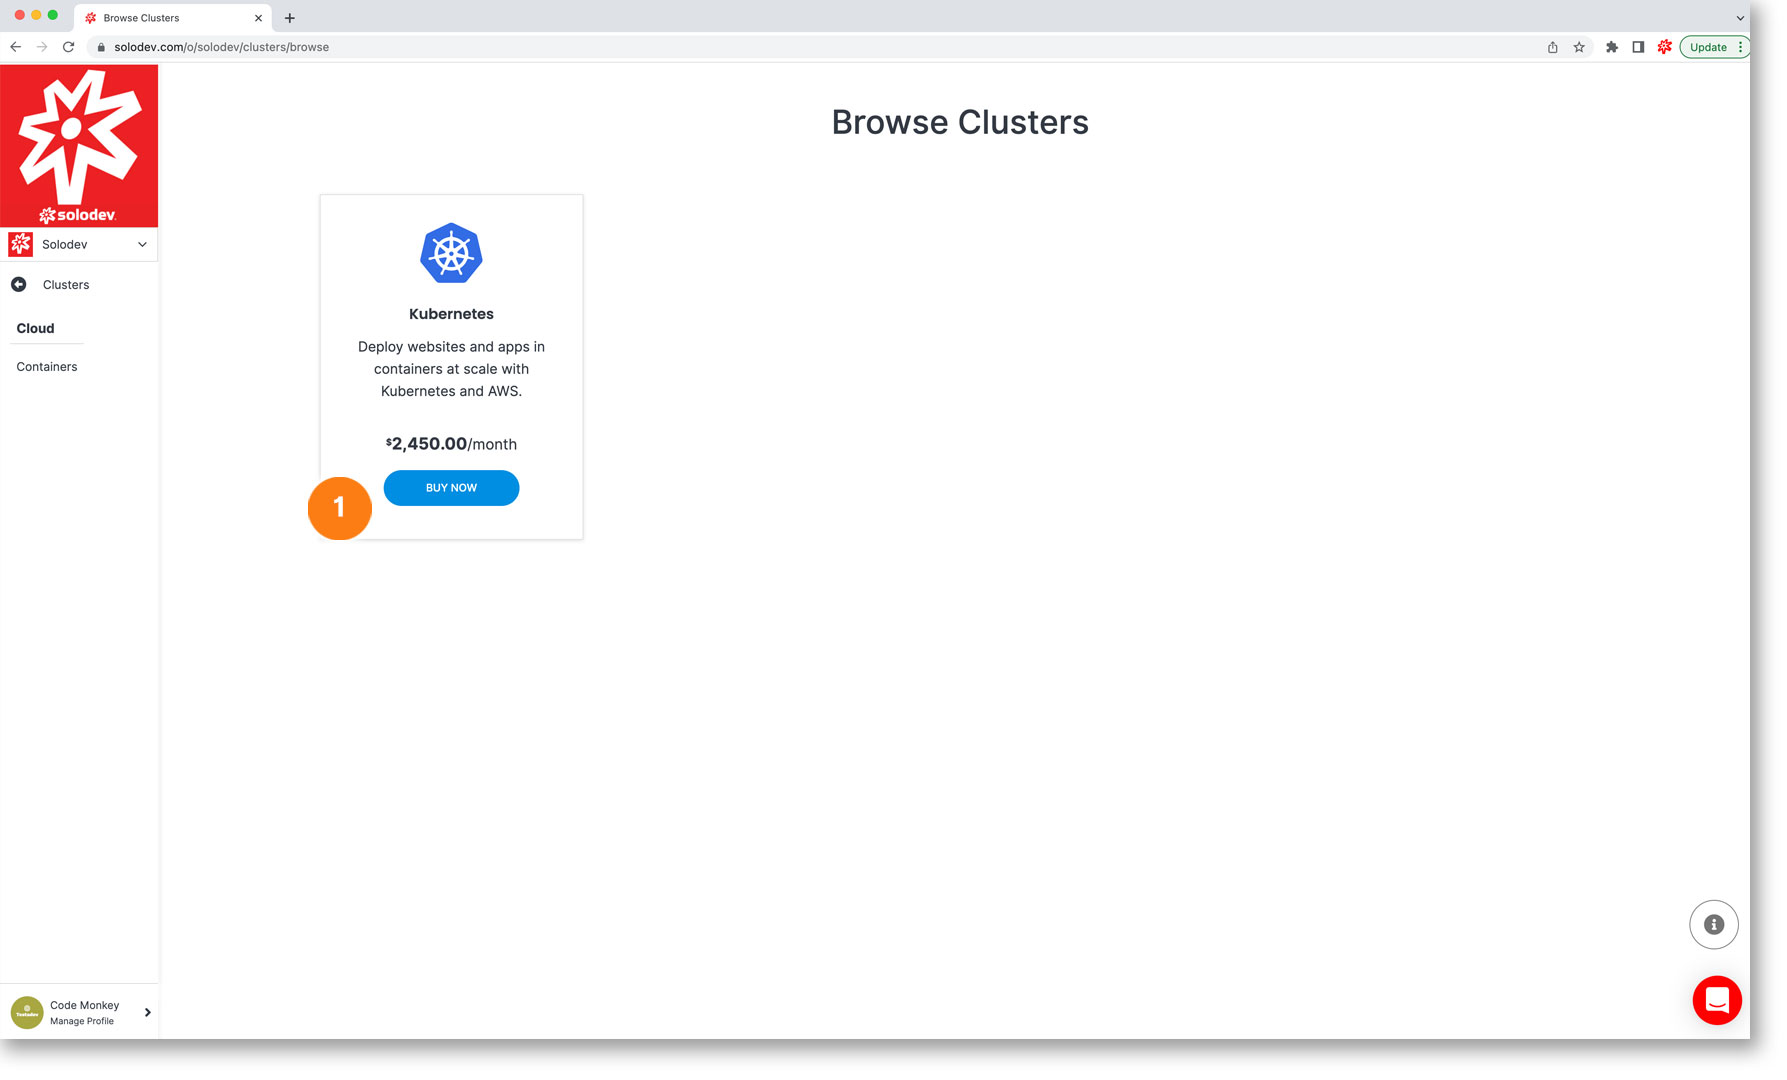 Browse Clusters
solodev.com/o/solodev/clusters/browse
Update
solodev
Solodev
Clusters
Cloud
Containers
Browse Clusters
Kubernetes
Deploy websites and apps in
containers at scale with
Kubernetes and AWS.
$2,450.00/month
BUY NOW
1
Code Monkey
Manage Profile